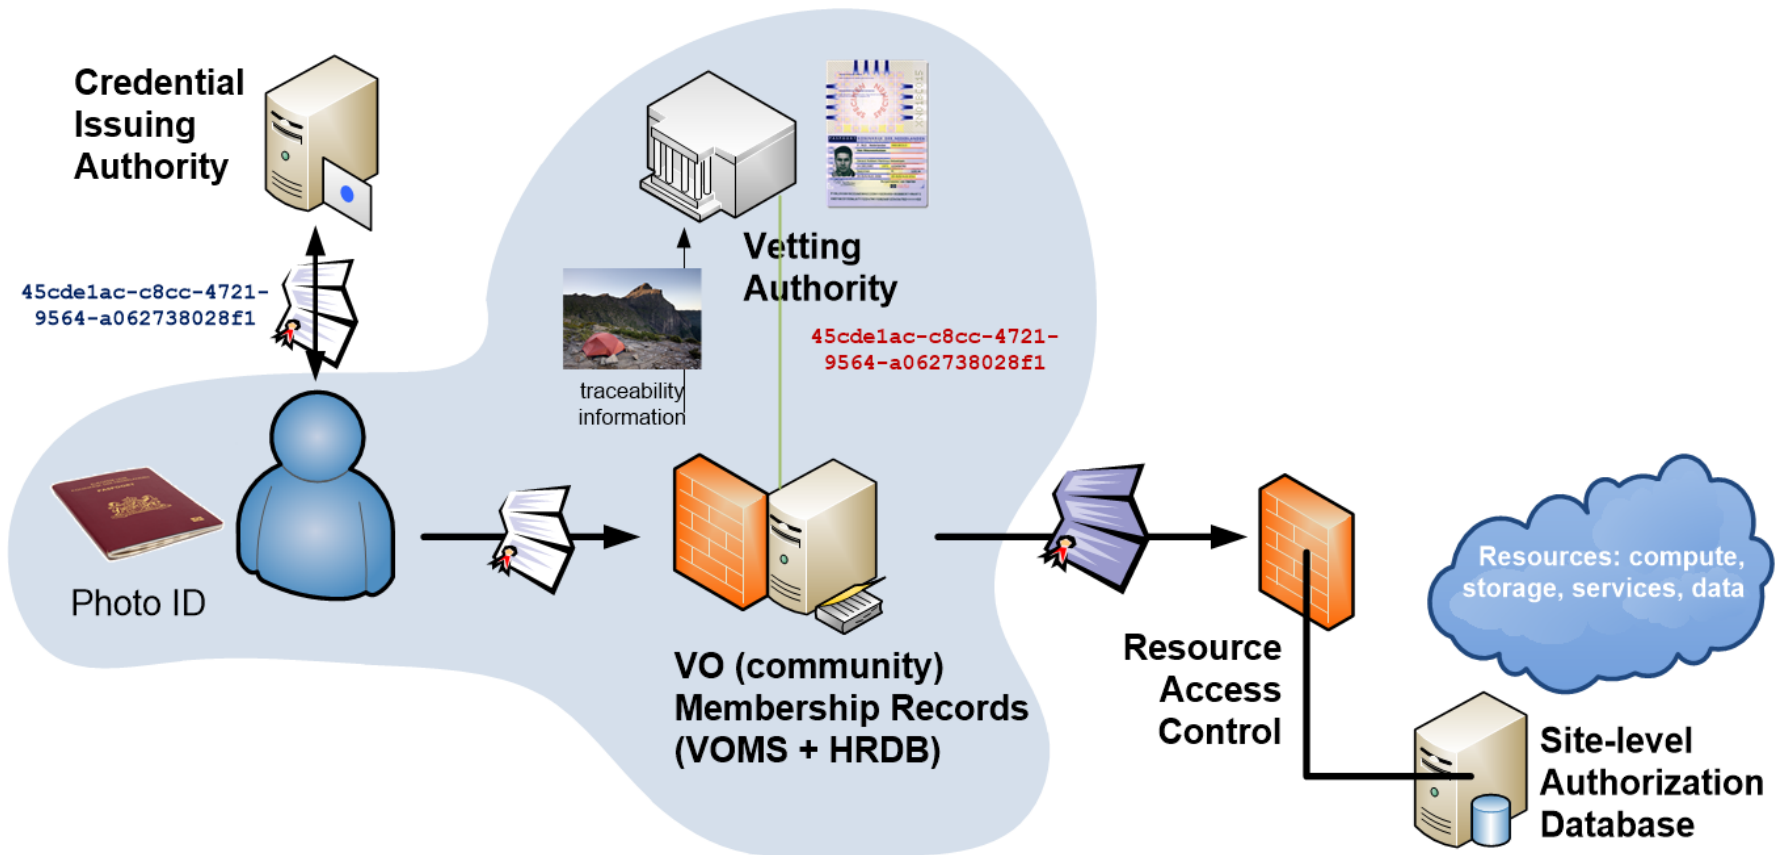 Credential
Issuing
Authority
45cde1ac-c8cc-4721-
9564-a062738028f1
Photo ID
Vetting
Authority
45cde1ac-c8cc-4721-
9564-a062738028f1
traceability
information
VO (community)
Membership Records
(VOMS + HRDB)
Resource
Access
Control
Resources: compute,
storage, services, data
Site-level
Authorization
Database